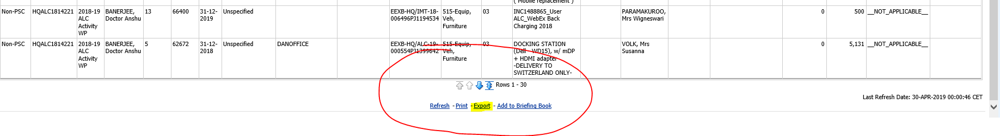 ("Mobile replacement")
Non-PSC HQALC1814221 2018-19 BANERJEE, 13 66400 31-12- Unspecified EEXB-HQ/IMT-18- 515-Equip, 03 INC1488865_User PARAMAKUROO, 0 500 __NOT_APPLICABLE__
ALC Doctor Anshu 2019 006496PJ1194534 Veh, ALC_WebEx Back Mrs Wigneswari
Activity Furniture Charging 2018
WP
Non-PSC HQALC1814221 2018-19 BANERJEE, 5 62672 31-12- Unspecified DANOFFICE EEXB-HQ/ALC-19- 515-Equip, 03 DOCKING STATION VOLK, Mrs 0 5,131 __NOT_APPLICABLE__
ALC Doctor Anshu 2018 000554PJ1399642 Veh, (Dell - WD15), w/ mDP Susanna
Activity Furniture + HDMI adapter
WP -DELIVERY TO
SWITZERLAND ONLY-
Rows 1 - 30
Last Refresh Date: 30-APR-2019 00:00:46 CET
Refresh - Print - Export - Add to Briefing Book